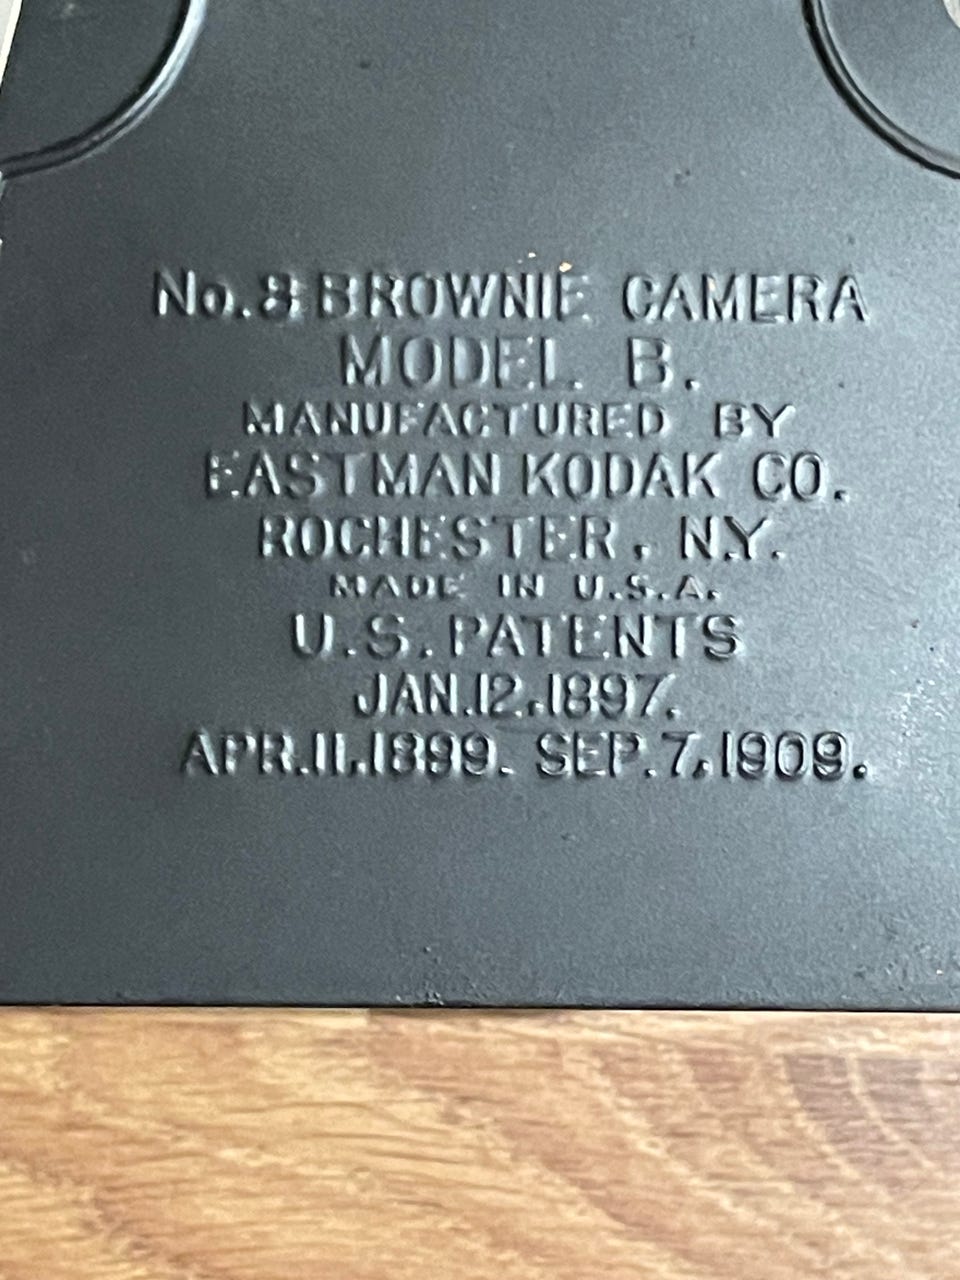 No.3 BROWNIE CAMERA
MODEL B.
MANUFACTURED BY
EASTMAN KODAK CO.
ROCHESTER, N.Y.
MADE IN U.S.A.
U.S. PATENTS
JAN.12,1897.
APR.11,1899. SEP.7,1909.